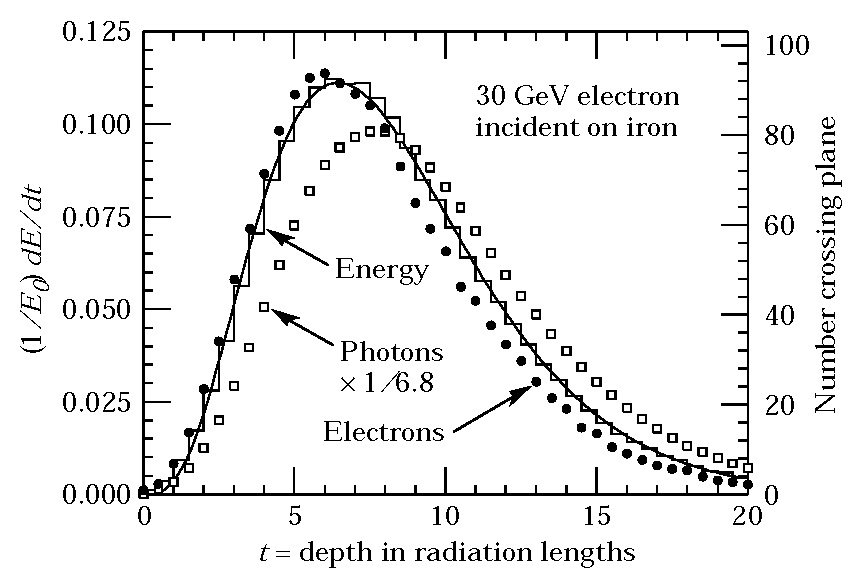 0.125
0.100
0.075
0.050
0.025
0.000
(1/E0) dE/dt
100
80
60
40
20
0
Number crossing plane
30 GeV electron
incident on iron
Energy
Photons
× 1/6.8
Electrons
0 5 10 15 20
t = depth in radiation lengths